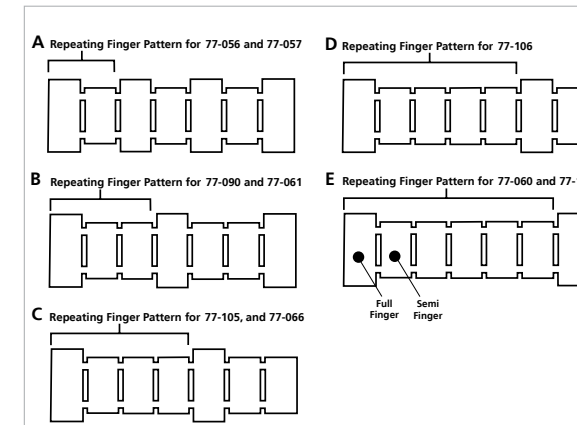 A Repeating Finger Pattern for 77-056 and 77-057
B Repeating Finger Pattern for 77-090 and 77-061
C Repeating Finger Pattern for 77-105, and 77-066
D Repeating Finger Pattern for 77-106
E Repeating Finger Pattern for 77-060 and
Full
Finger
Semi
Finger